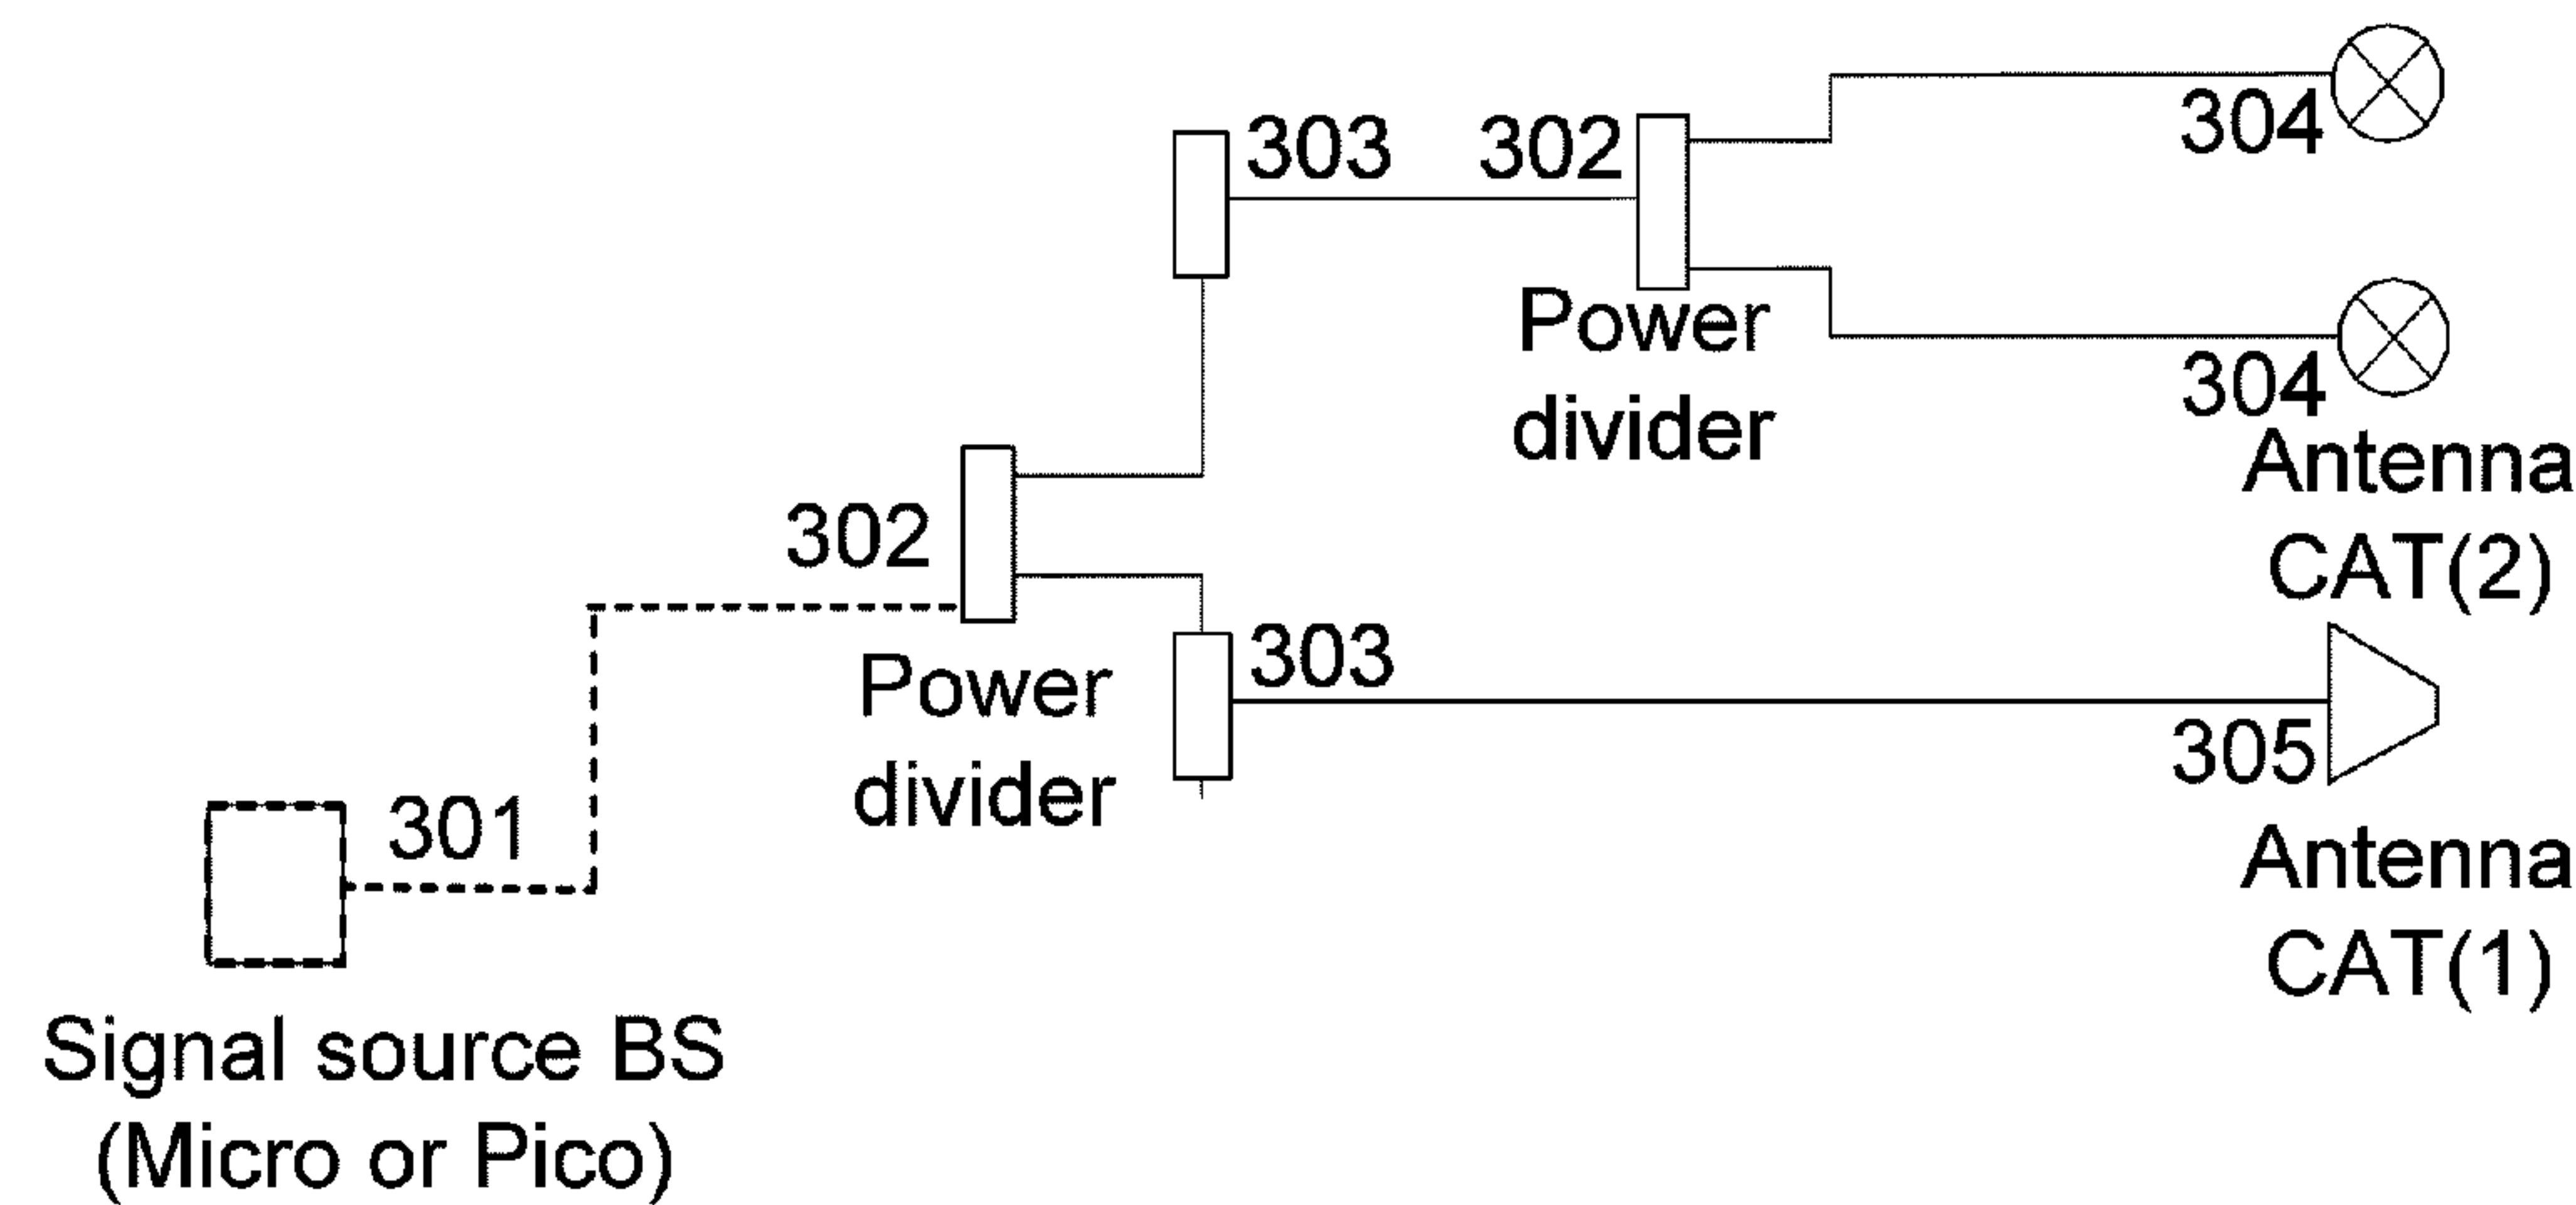 304
303
302
Power
divider
304
Antenna
CAT(2)
302
Power
divider
303
305
Antenna
CAT(1)
301
Signal source BS
(Micro or Pico)